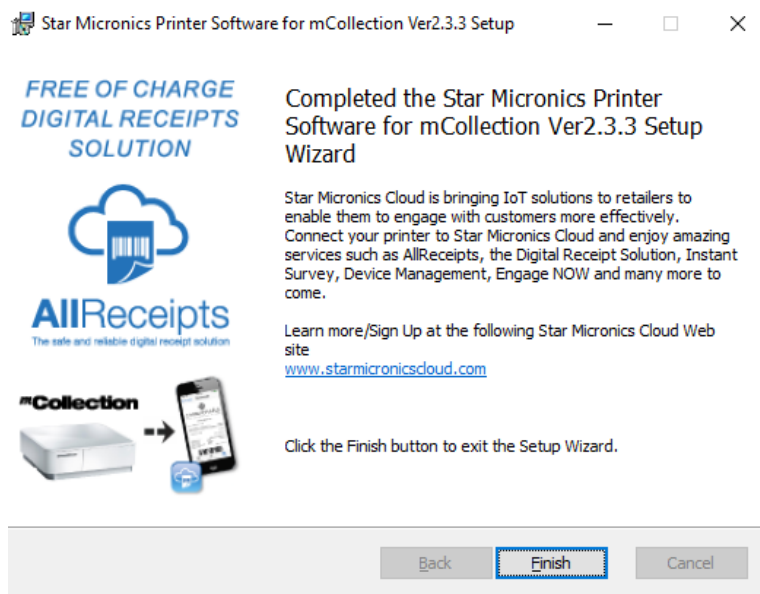 Star Micronics Printer Software for mCollection Ver2.3.3 Setup
FREE OF CHARGE
DIGITAL RECEIPTS
SOLUTION
AllReceipts
The safe and reliable digital receipt solution
mCollection
Completed the Star Micronics Printer
Software for mCollection Ver2.3.3 Setup
Wizard
Star Micronics Cloud is bringing IoT solutions to retailers to
enable them to engage with customers more effectively.
Connect your printer to Star Micronics Cloud and enjoy amazing
services such as AllReceipts, the Digital Receipt Solution, Instant
Survey, Device Management, Engage NOW and many more to
come.
Learn more/Sign Up at the following Star Micronics Cloud Web
site
www.starmicronicscloud.com
Click the Finish button to exit the Setup Wizard.
Back
Finish
Cancel